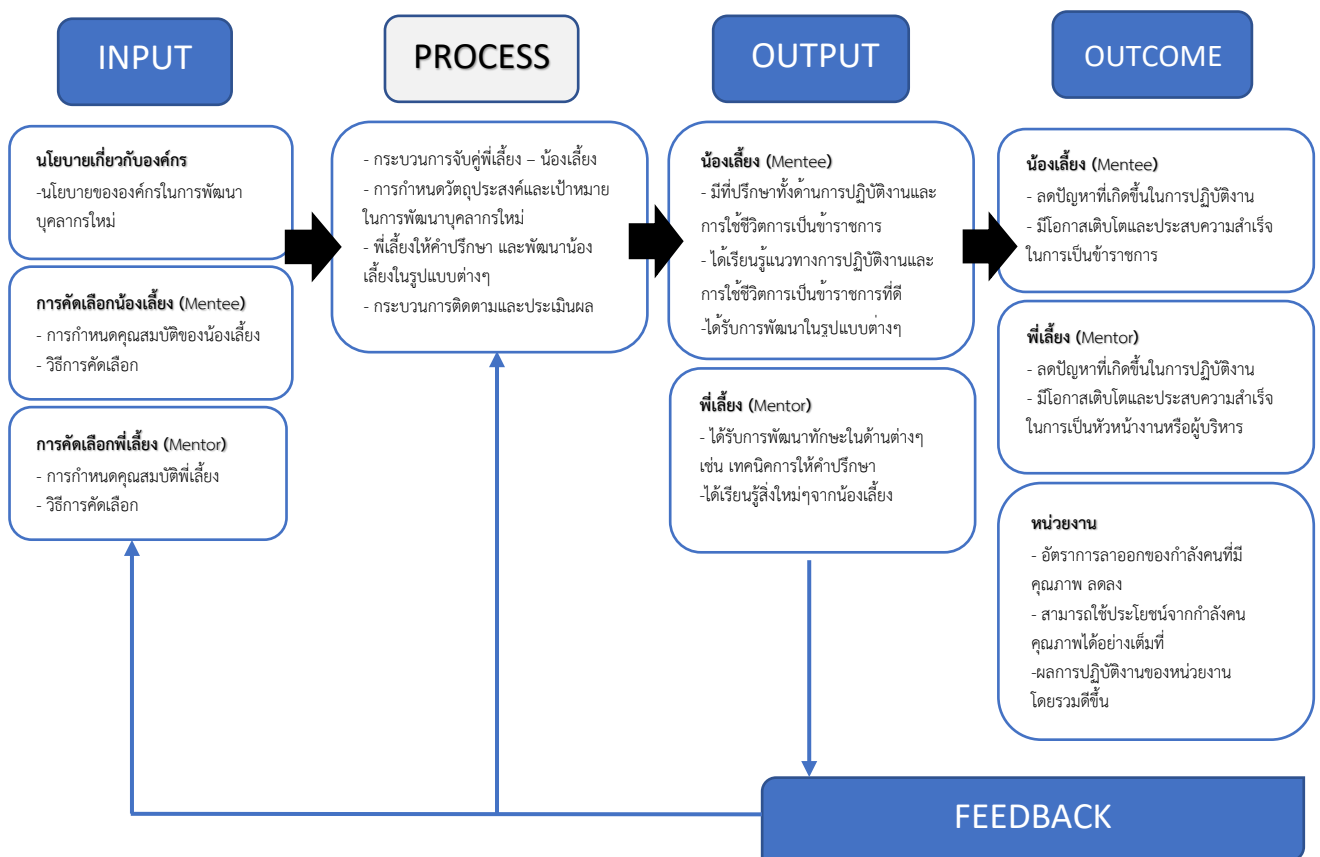 INPUT
PROCESS
OUTPUT
OUTCOME
นโยบายเกี่ยวกับองค์กร
-นโยบายขององค์กรในการพัฒนา
บุคลากรใหม่
การคัดเลือกน้องเลี้ยง (Mentee)
- การกำหนดคุณสมบัติของน้องเลี้ยง
- วิธีการคัดเลือก
การคัดเลือกพี่เลี้ยง (Mentor)
- การกำหนดคุณสมบัติพี่เลี้ยง
- วิธีการคัดเลือก
- กระบวนการจับคู่พี่เลี้ยง – น้องเลี้ยง
- การกำหนดวัตถุประสงค์และเป้าหมาย
ในการพัฒนาบุคลากรใหม่
- พี่เลี้ยงให้คำปรึกษา และพัฒนาน้อง
เลี้ยงในรูปแบบต่างๆ
- กระบวนการติดตามและประเมินผล
น้องเลี้ยง (Mentee)
- มีที่ปรึกษาทั้งด้านการปฏิบัติงานและ
การใช้ชีวิตการเป็นข้าราชการ
- ได้เรียนรู้แนวทางการปฏิบัติงานและ
การใช้ชีวิตการเป็นข้าราชการที่ดี
-ได้รับการพัฒนาในรูปแบบต่างๆ
พี่เลี้ยง (Mentor)
- ได้รับการพัฒนาทักษะในด้านต่างๆ
เช่น เทคนิคการให้คำปรึกษา
-ได้เรียนรู้สิ่งใหม่ๆจากน้องเลี้ยง
น้องเลี้ยง (Mentee)
- ลดปัญหาที่เกิดขึ้นในการปฏิบัติงาน
- มีโอกาสเติบโตและประสบความสำเร็จ
ในการเป็นข้าราชการ
พี่เลี้ยง (Mentor)
- ลดปัญหาที่เกิดขึ้นในการปฏิบัติงาน
- มีโอกาสเติบโตและประสบความสำเร็จ
ในการเป็นหัวหน้างานหรือผู้บริหาร
หน่วยงาน
- อัตราการลาออกของกำลังคนที่มี
คุณภาพ ลดลง
- สามารถใช้ประโยชน์จากกำลังคน
คุณภาพได้อย่างเต็มที่
-ผลการปฏิบัติงานของหน่วยงาน
โดยรวมดีขึ้น
FEEDBACK